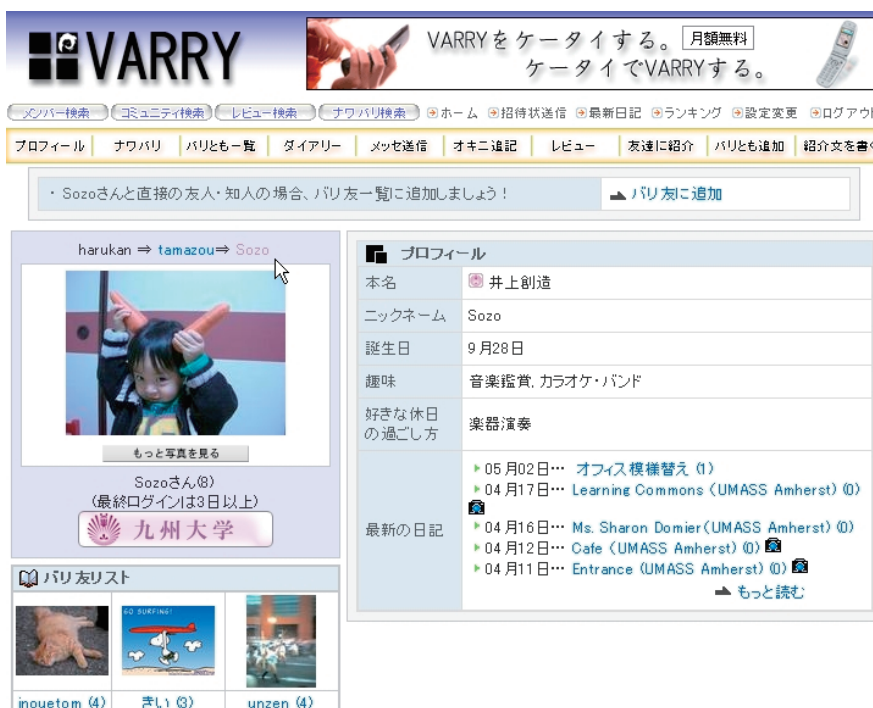 VARRY
VARRYをケータイする。 月額無料
ケータイでVARRYする。
メンバー検索 コミュニティ検索 レビュー検索 ナワバリ検索 ホーム 招待状送信 最新日記 ランキング 設定変更 ログアウト
プロフィール ナワバリ バリとも一覧 ダイアリー メッセ送信 オキニ追記 レビュー 友達に紹介 バリとも追加 紹介文を書く
・Sozoさんと直接の友人・知人の場合、バリ友一覧に追加しましょう! バリ友に追加
harukan ⇒ tamazou⇒ Sozo
もっと写真を見る
Sozoさん(8)
(最終ログインは3日以上)
九州大学
バリ友リスト
GO SURFING!
inouetom (4) きい (3) unzen (4)
プロフィール
本名 井上創造
ニックネーム Sozo
誕生日 9月28日
趣味 音楽鑑賞, カラオケ・バンド
好きな休日
の過ごし方 楽器演奏
最新の日記
05月02日… オフィス模様替え (1)
04月17日… Learning Commons (UMASS Amherst) (0)
04月16日… Ms. Sharon Domier(UMASS Amherst) (0)
04月12日… Cafe (UMASS Amherst) (0)
04月11日… Entrance (UMASS Amherst) (0)
もっと読む